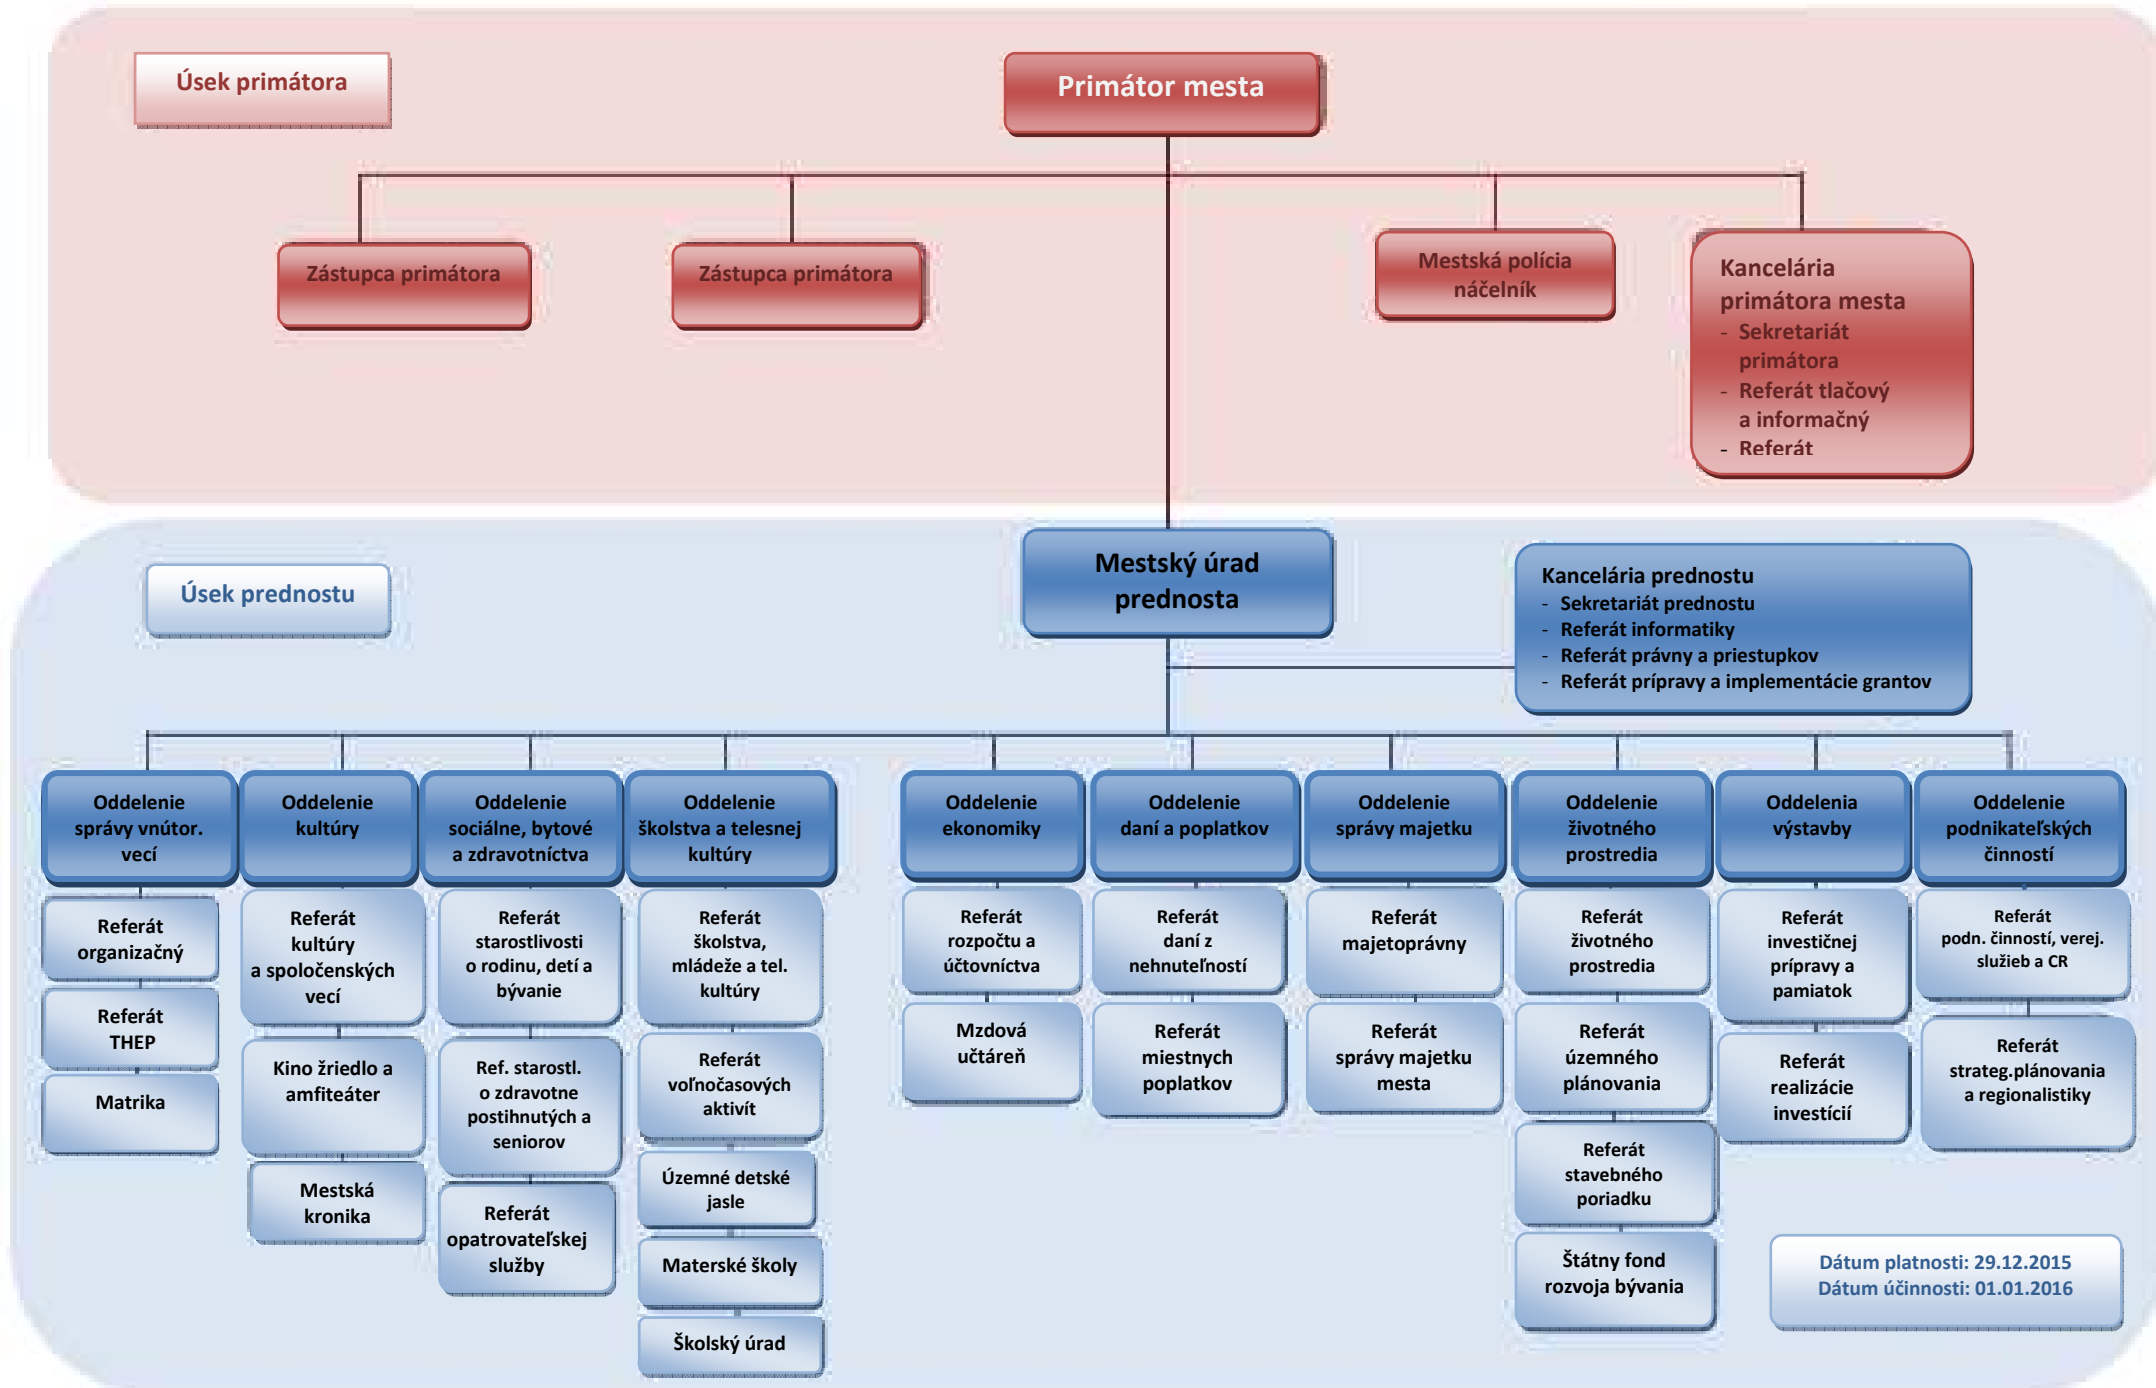 Úsek primátora
Primátor mesta
Zástupca primátora
Zástupca primátora
Mestská polícia
náčelník
Kancelária
primátora mesta
- Sekretariát
primátora
- Referát tlačový
a informačný
- Referát
Úsek prednostu
Mestský úrad
prednosta
Kancelária prednostu
- Sekretariát prednostu
- Referát informatiky
- Referát právny a priestupkov
- Referát prípravy a implementácie grantov
Oddelenie
správy vnútor.
vecí
Oddelenie
kultúry
Oddelenie
sociálne, bytové
a zdravotníctva
Oddelenie
školstva a telesnej
kultúry
Oddelenie
ekonomiky
Oddelenie
daní a poplatkov
Oddelenie
správy majetku
Oddelenie
životného
prostredia
Oddelenia
výstavby
Oddelenie
podnikateľských
činností
Referát
organizačný
Referát
THEP
Matrika
Referát
kultúry
a spoločenských
vecí
Kino žriedlo a
amfiteáter
Mestská
kronika
Referát
starostlivosti
o rodinu, detí a
bývanie
Ref. starostl.
o zdravotne
postihnutých a
seniorov
Referát
opatrovateľskej
služby
Referát
školstva,
mládeže a tel.
kultúry
Referát
voľnočasových
aktivít
Územné detské
jasle
Materské školy
Školský úrad
Referát
rozpočtu a
účtovníctva
Mzdová
učtáreň
Referát
daní z
nehnuteľností
Referát
miestnych
poplatkov
Referát
majetoprávny
Referát
správy majetku
mesta
Referát
životného
prostredia
Referát
územného
plánovania
Referát
stavebného
poriadku
Štátny fond
rozvoja bývania
Referát
investičnej
prípravy a
pamiatok
Referát
realizácie
investícií
Referát
podn. činností, verej.
služieb a CR
Referát
strateg.plánovania
a regionalistiky
Dátum platnosti: 29.12.2015
Dátum účinnosti: 01.01.2016